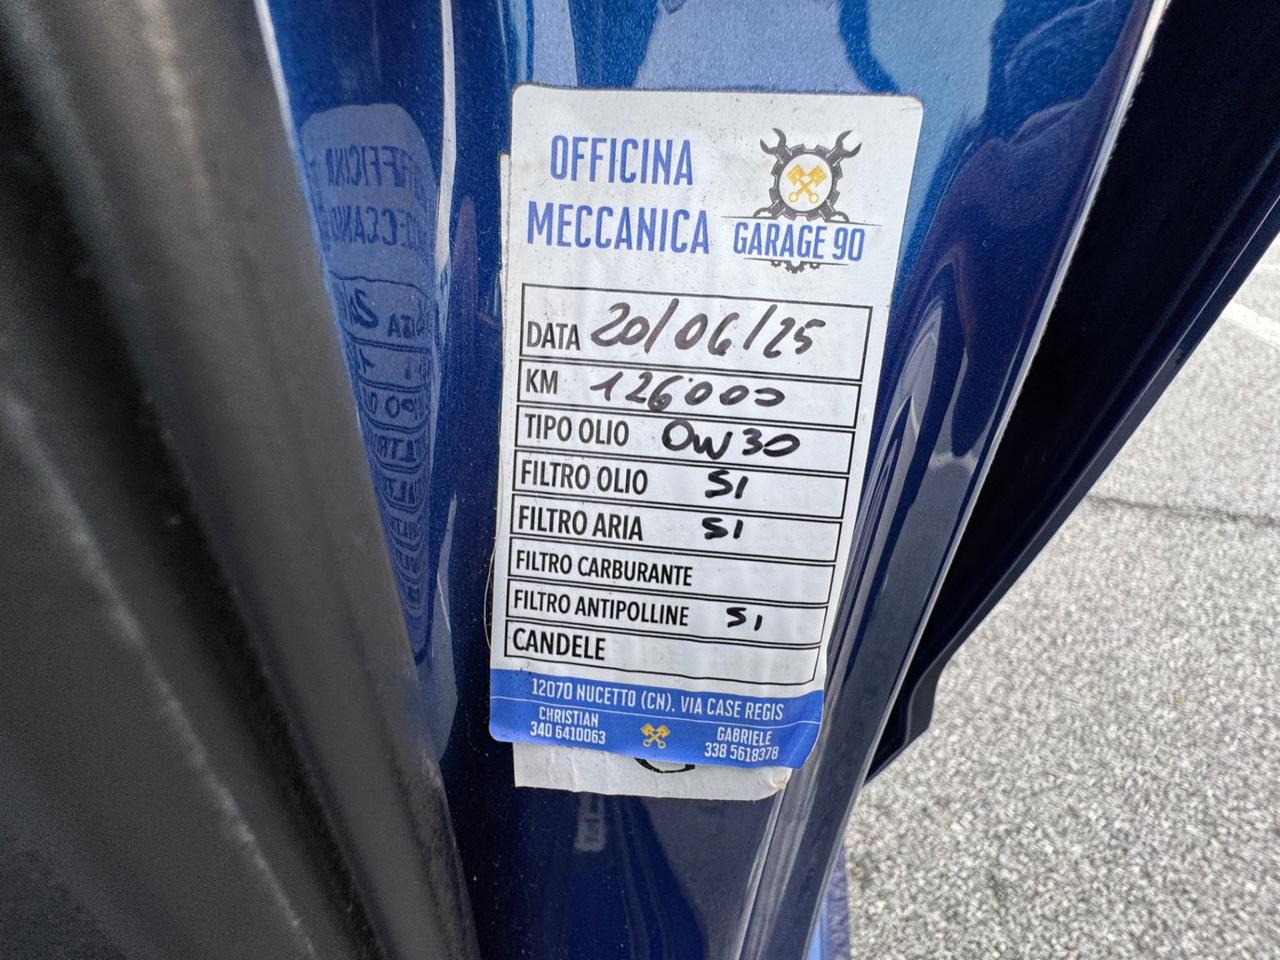 OFFICINA
MECCANICA
GARAGE 90
DATA 20/06/25
KM 126000
TIPO OLIO 0W30
FILTRO OLIO SI
FILTRO ARIA SI
FILTRO CARBURANTE
FILTRO ANTIPOLLINE SI
CANDELE
12070 NUCETTO (CN), VIA CASE REGIS
CHRISTIAN
340 6410063
GABRIELE
338 5618378